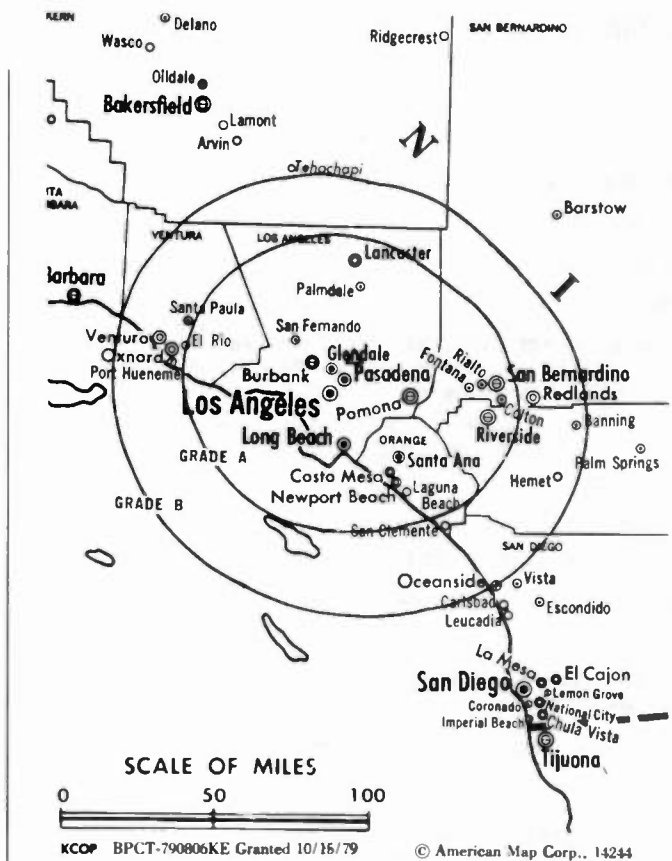 KERN
Delano
Wasco
Ridgecrest
SAN BERNARDINO
Oildale
Bakersfield
Lamont
Arvin
N
Tehachapi
BARBARA
Barstow
VENTURA
LOS ANGELES
I
Lancaster
Barbara
Palmdale
Santa Paula
San Fernando
Ventura
El Rio
Oxnard
Port Hueneme
Glendale
Burbank
Pasadena
Rialto
Fontana
San Bernardino
Redlands
Los Angeles
Pomona
Colton
Riverside
Banning
Long Beach
ORANGE
GRADE A
Santa Ana
Palm Springs
Costa Mesa
Hemet
Newport Beach
Laguna Beach
GRADE B
San Clemente
SAN DIEGO
Oceanside
Vista
Carlsbad
Escondido
Leucadia
La Mesa
El Cajon
San Diego
Lemon Grove
Coronado
National City
Imperial Beach
Chula Vista
Tijuana
SCALE OF MILES
0 50 100
KCOP BPCT-790806KE Granted 10/16/79
© American Map Corp., 14244